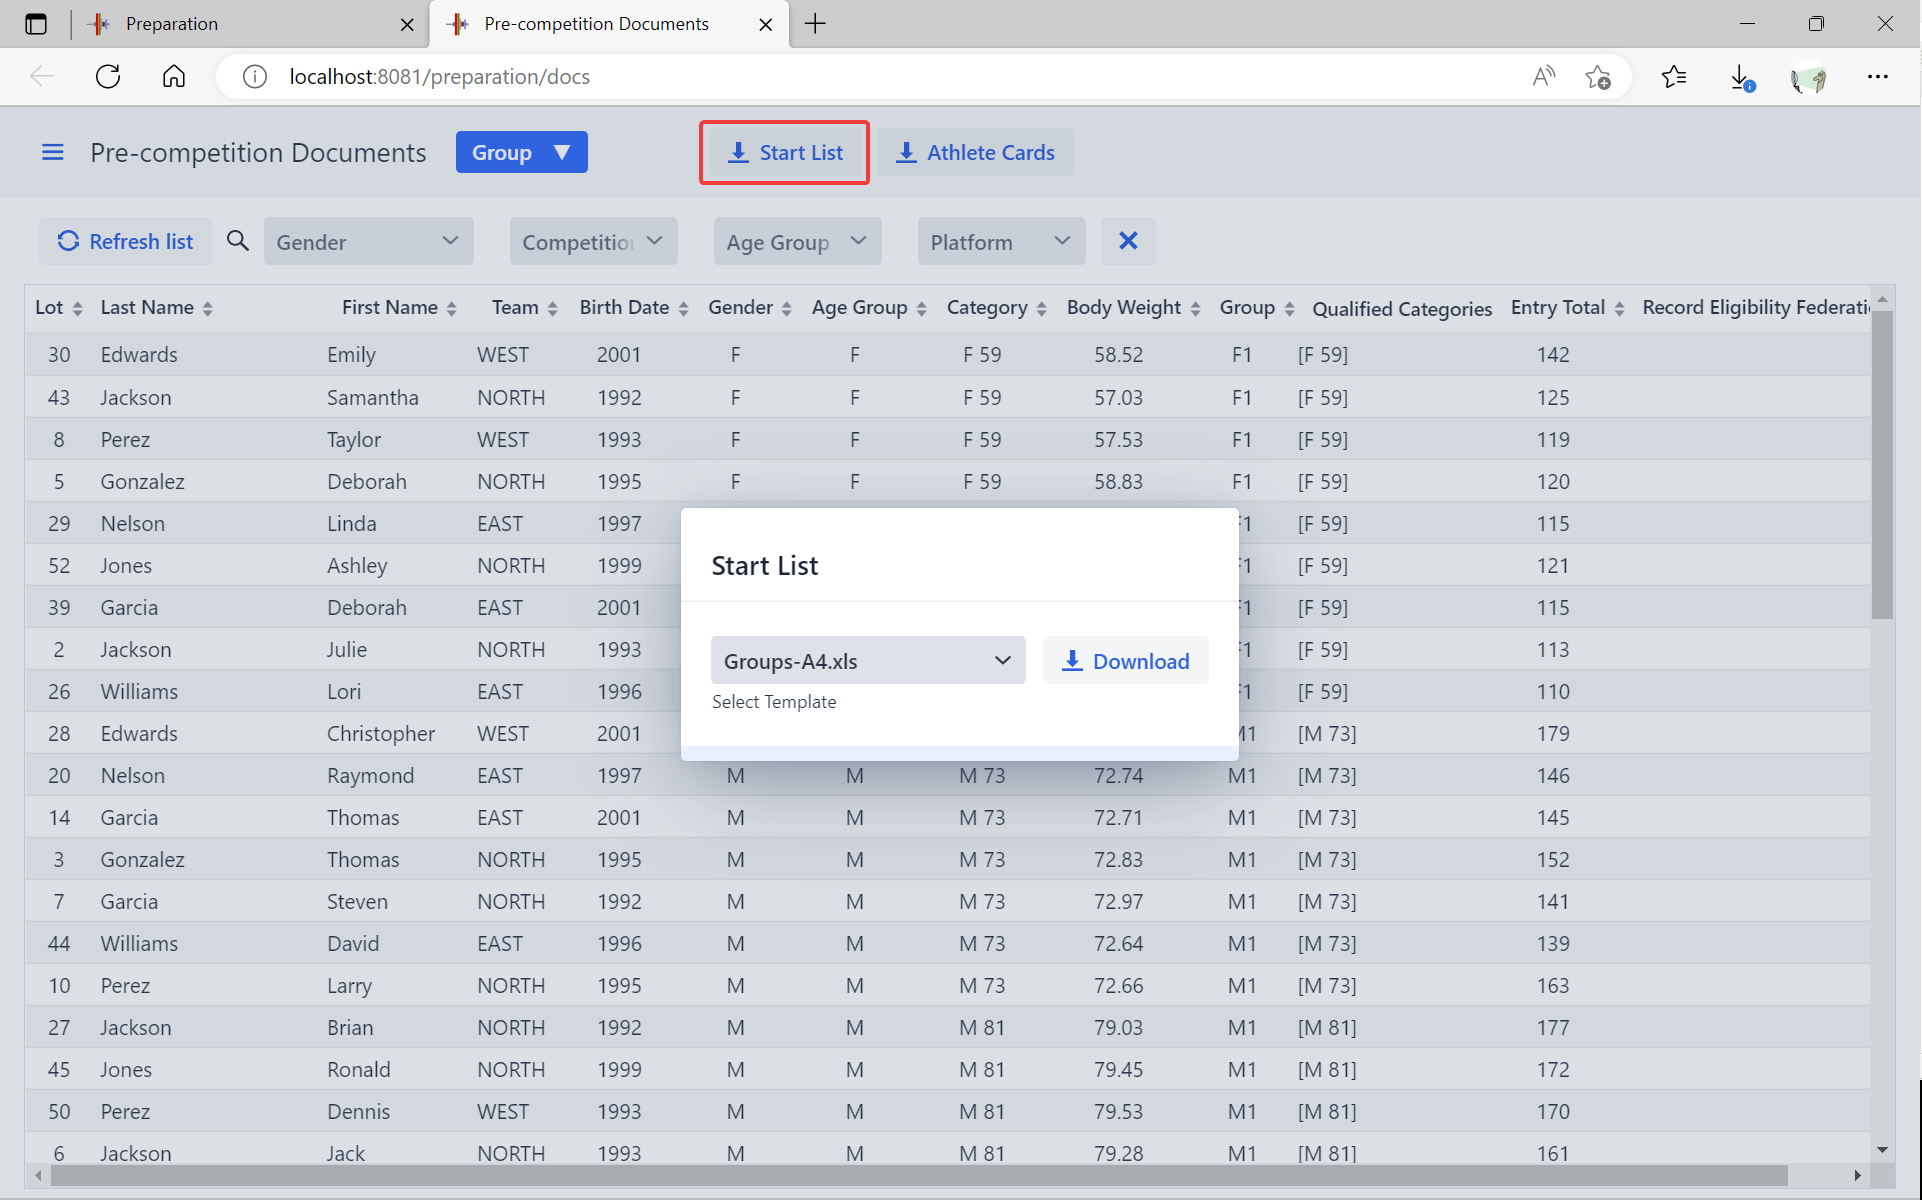 Preparation Pre-competition Documents
localhost:8081/preparation/docs
Pre-competition Documents Group ▼ Start List Athlete Cards
Refresh list Gender Competition Age Group Platform
Lot Last Name First Name Team Birth Date Gender Age Group Category Body Weight Group Qualified Categories Entry Total Record Eligibility Federati
30 Edwards Emily WEST 2001 F F F 59 58.52 F1 [F 59] 142
43 Jackson Samantha NORTH 1992 F F F 59 57.03 F1 [F 59] 125
8 Perez Taylor WEST 1993 F F F 59 57.53 F1 [F 59] 119
5 Gonzalez Deborah NORTH 1995 F F F 59 58.83 F1 [F 59] 120
29 Nelson Linda EAST 1997 F1 [F 59] 115
52 Jones Ashley NORTH 1999 F1 [F 59] 121
39 Garcia Deborah EAST 2001 F1 [F 59] 115
2 Jackson Julie NORTH 1993 F1 [F 59] 113
26 Williams Lori EAST 1996 F1 [F 59] 110
28 Edwards Christopher WEST 2001 M1 [M 73] 179
Start List
Groups-A4.xls Download
Select Template
20 Nelson Raymond EAST 1997 M M M 73 72.74 M1 [M 73] 146
14 Garcia Thomas EAST 2001 M M M 73 72.71 M1 [M 73] 145
3 Gonzalez Thomas NORTH 1995 M M M 73 72.83 M1 [M 73] 152
7 Garcia Steven NORTH 1992 M M M 73 72.97 M1 [M 73] 141
44 Williams David EAST 1996 M M M 73 72.64 M1 [M 73] 139
10 Perez Larry NORTH 1995 M M M 73 72.66 M1 [M 73] 163
27 Jackson Brian NORTH 1992 M M M 81 79.03 M1 [M 81] 177
45 Jones Ronald NORTH 1999 M M M 81 79.45 M1 [M 81] 172
50 Perez Dennis WEST 1993 M M M 81 79.53 M1 [M 81] 170
6 Jackson Jack NORTH 1993 M M M 81 79.28 M1 [M 81] 161